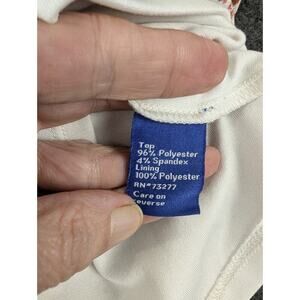 Top
96% Polyester
4% Spandex
Lining
100% Polyester
RN#73277
Care on
reverse